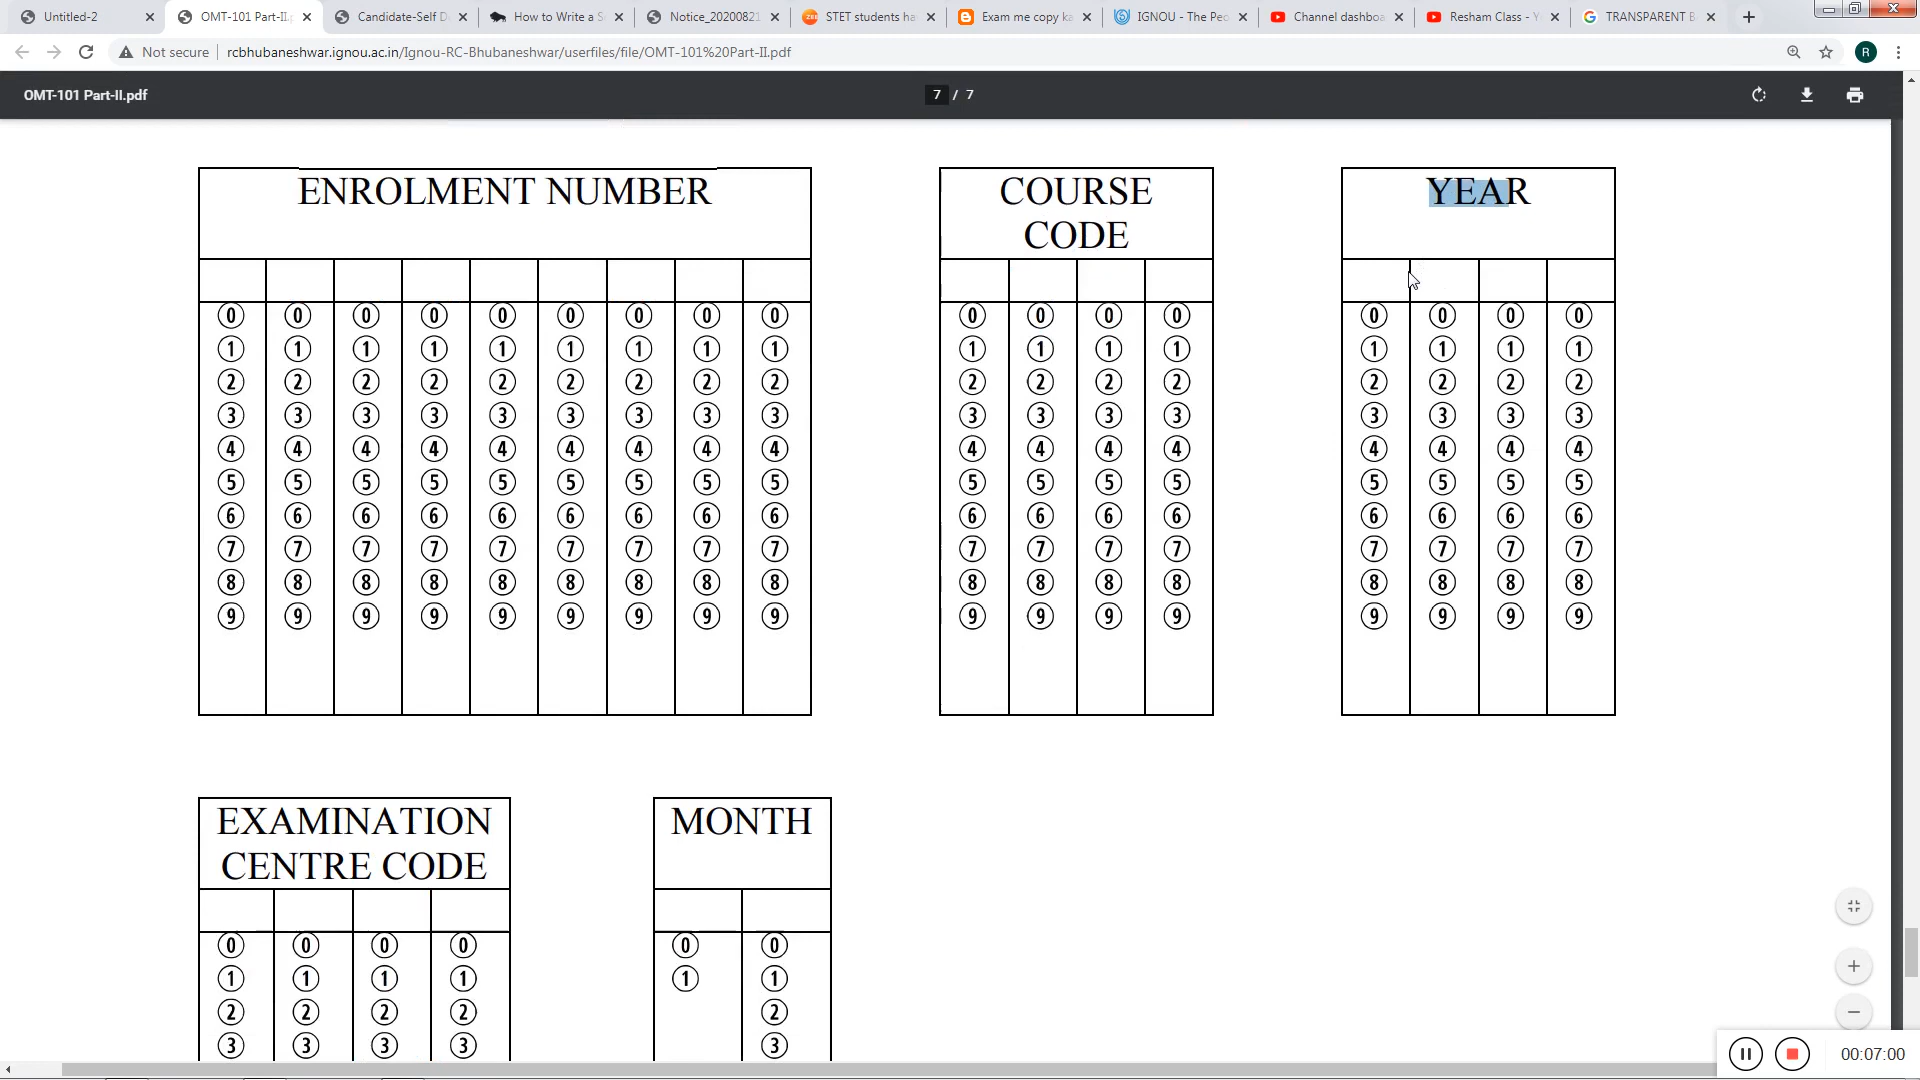 Untitled-2
OMT-101 Part-II.p
Candidate-Self D
How to Write a S
Notice_20200821
STET students ha
Exam me copy ka
IGNOU - The Peo
Channel dashboa
Resham Class - Y
TRANSPARENT B
Not secure
rcbhubaneshwar.ignou.ac.in/Ignou-RC-Bhubaneshwar/userfiles/file/OMT-101%20Part-II.pdf
R
OMT-101 Part-II.pdf
7 / 7
ENROLMENT NUMBER
0 0 0 0 0 0 0 0 0
1 1 1 1 1 1 1 1 1
2 2 2 2 2 2 2 2 2
3 3 3 3 3 3 3 3 3
4 4 4 4 4 4 4 4 4
5 5 5 5 5 5 5 5 5
6 6 6 6 6 6 6 6 6
7 7 7 7 7 7 7 7 7
8 8 8 8 8 8 8 8 8
9 9 9 9 9 9 9 9 9
COURSE
CODE
0 0 0 0
1 1 1 1
2 2 2 2
3 3 3 3
4 4 4 4
5 5 5 5
6 6 6 6
7 7 7 7
8 8 8 8
9 9 9 9
YEAR
0 0 0 0
1 1 1 1
2 2 2 2
3 3 3 3
4 4 4 4
5 5 5 5
6 6 6 6
7 7 7 7
8 8 8 8
9 9 9 9
EXAMINATION
CENTRE CODE
0 0 0 0
1 1 1 1
2 2 2 2
3 3 3 3
MONTH
0 0
1 1
2
3
00:07:00